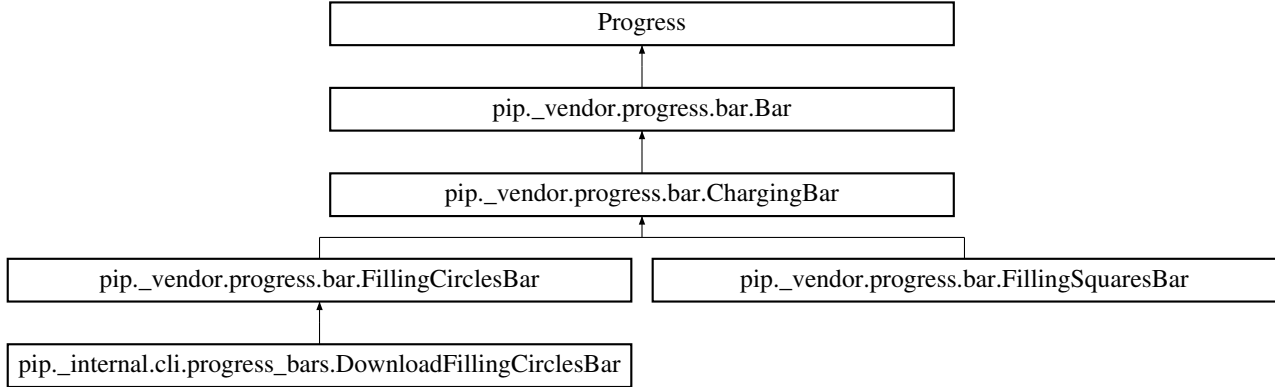 Progress
pip._vendor.progress.bar.Bar
pip._vendor.progress.bar.ChargingBar
pip._vendor.progress.bar.FillingCirclesBar
pip._vendor.progress.bar.FillingSquaresBar
pip._internal.cli.progress_bars.DownloadFillingCirclesBar